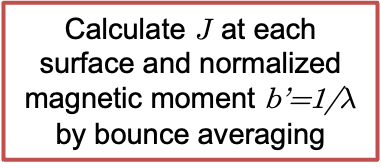 Calculate J at each
surface and normalized
magnetic moment b'=1/λ
by bounce averaging